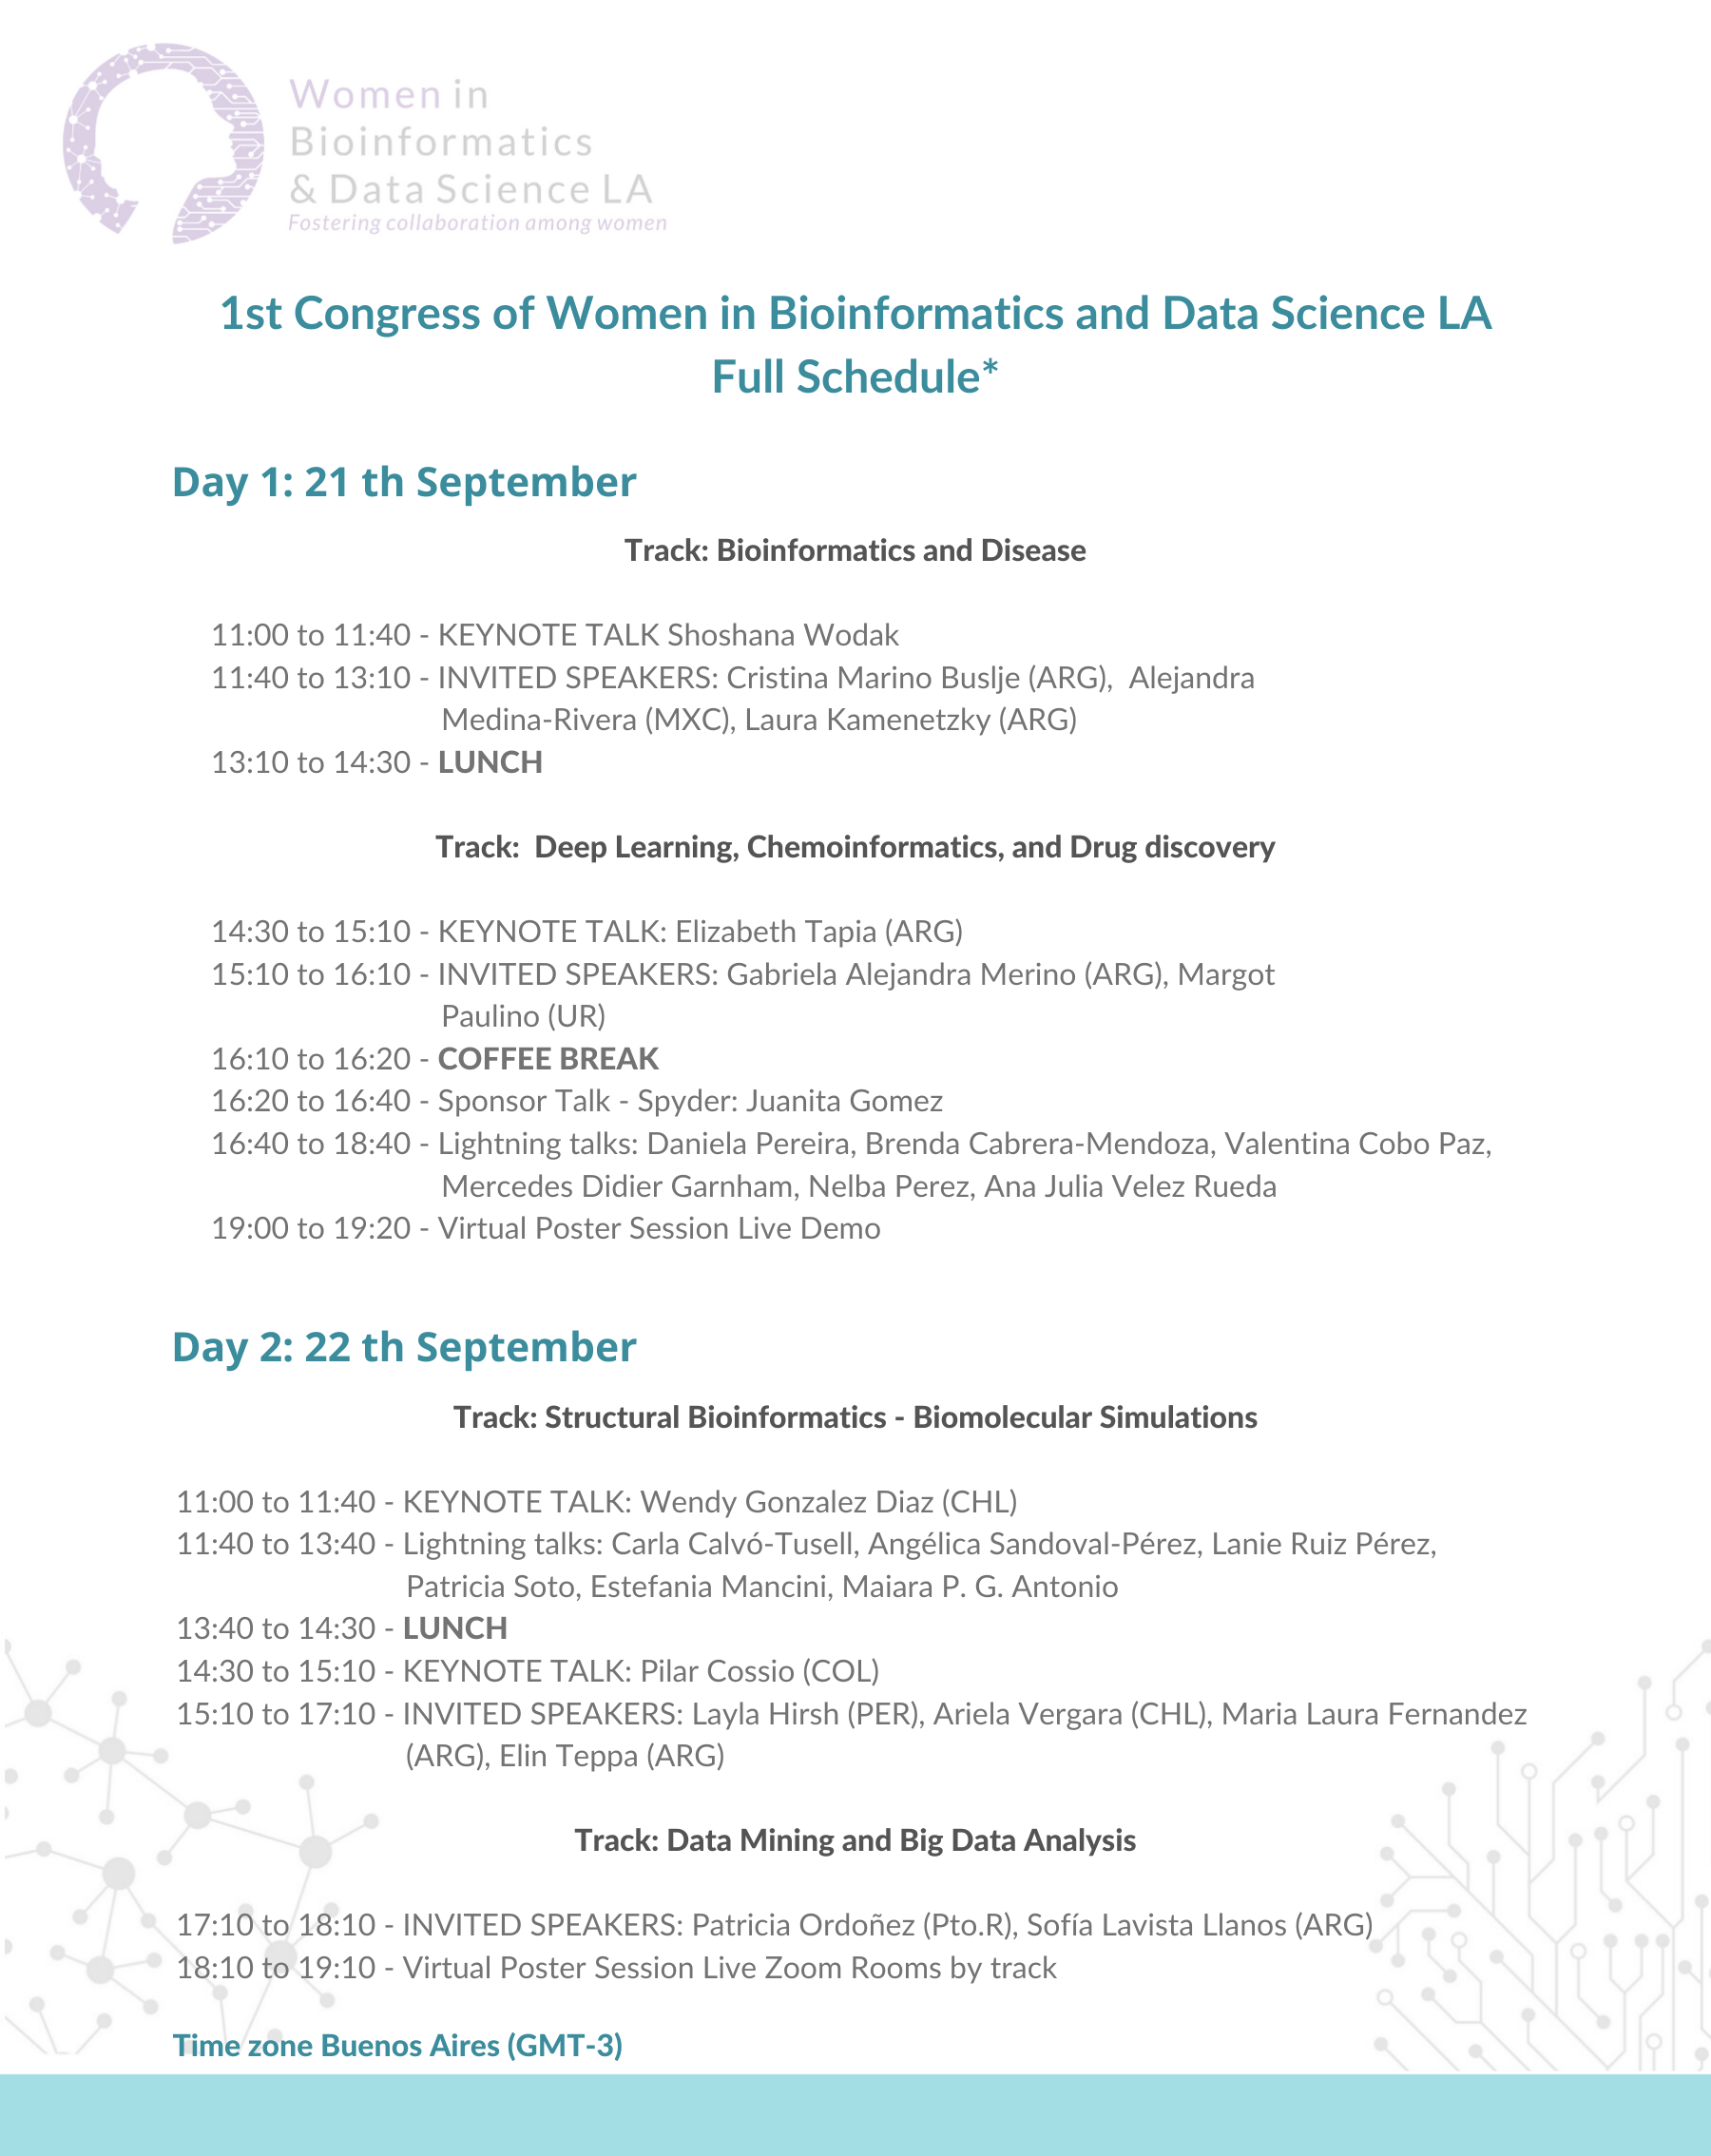 Women in
Bioinformatics
& Data Science LA
Fostering collaboration among women
1st Congress of Women in Bioinformatics and Data Science LA
Full Schedule*
Day 1: 21 th September
Track: Bioinformatics and Disease
11:00 to 11:40 - KEYNOTE TALK Shoshana Wodak
11:40 to 13:10 - INVITED SPEAKERS: Cristina Marino Buslje (ARG),  Alejandra
Medina-Rivera (MXC), Laura Kamenetzky (ARG)
13:10 to 14:30 - LUNCH
Track:  Deep Learning, Chemoinformatics, and Drug discovery
14:30 to 15:10 - KEYNOTE TALK: Elizabeth Tapia (ARG)
15:10 to 16:10 - INVITED SPEAKERS: Gabriela Alejandra Merino (ARG), Margot
Paulino (UR)
16:10 to 16:20 - COFFEE BREAK
16:20 to 16:40 - Sponsor Talk - Spyder: Juanita Gomez
16:40 to 18:40 - Lightning talks: Daniela Pereira, Brenda Cabrera-Mendoza, Valentina Cobo Paz,
Mercedes Didier Garnham, Nelba Perez, Ana Julia Velez Rueda
19:00 to 19:20 - Virtual Poster Session Live Demo
Day 2: 22 th September
Track: Structural Bioinformatics - Biomolecular Simulations
11:00 to 11:40 - KEYNOTE TALK: Wendy Gonzalez Diaz (CHL)
11:40 to 13:40 - Lightning talks: Carla Calvó-Tusell, Angélica Sandoval-Pérez, Lanie Ruiz Pérez,
Patricia Soto, Estefania Mancini, Maiara P. G. Antonio
13:40 to 14:30 - LUNCH
14:30 to 15:10 - KEYNOTE TALK: Pilar Cossio (COL)
15:10 to 17:10 - INVITED SPEAKERS: Layla Hirsh (PER), Ariela Vergara (CHL), Maria Laura Fernandez
(ARG), Elin Teppa (ARG)
Track: Data Mining and Big Data Analysis
17:10 to 18:10 - INVITED SPEAKERS: Patricia Ordoñez (Pto.R), Sofía Lavista Llanos (ARG)
18:10 to 19:10 - Virtual Poster Session Live Zoom Rooms by track
Time zone Buenos Aires (GMT-3)